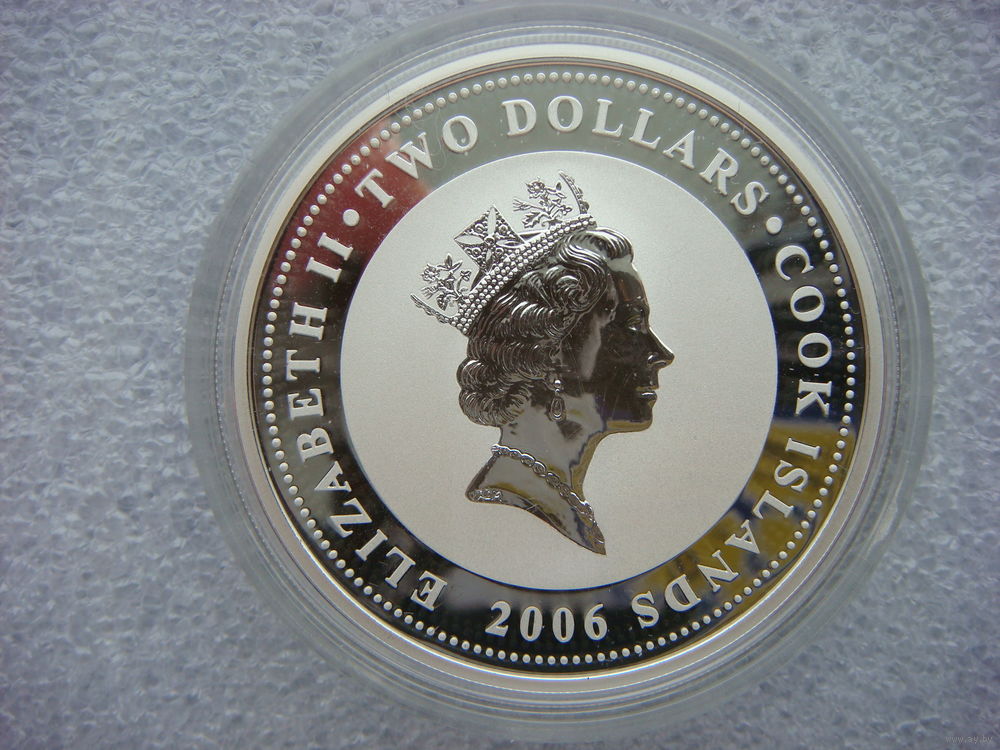 ELIZABETH II • TWO DOLLARS • COOK ISLANDS
2006
www.ay.by